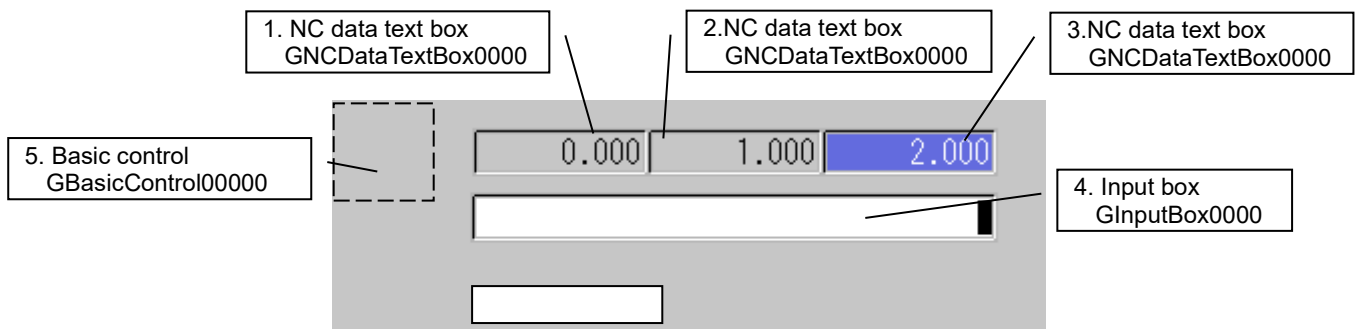 1. NC data text box
GNCDataTextBox0000
2.NC data text box
GNCDataTextBox0000
3.NC data text box
GNCDataTextBox0000
5. Basic control
GBasicControl00000
0.000 1.000 2.000
4. Input box
GInputBox0000